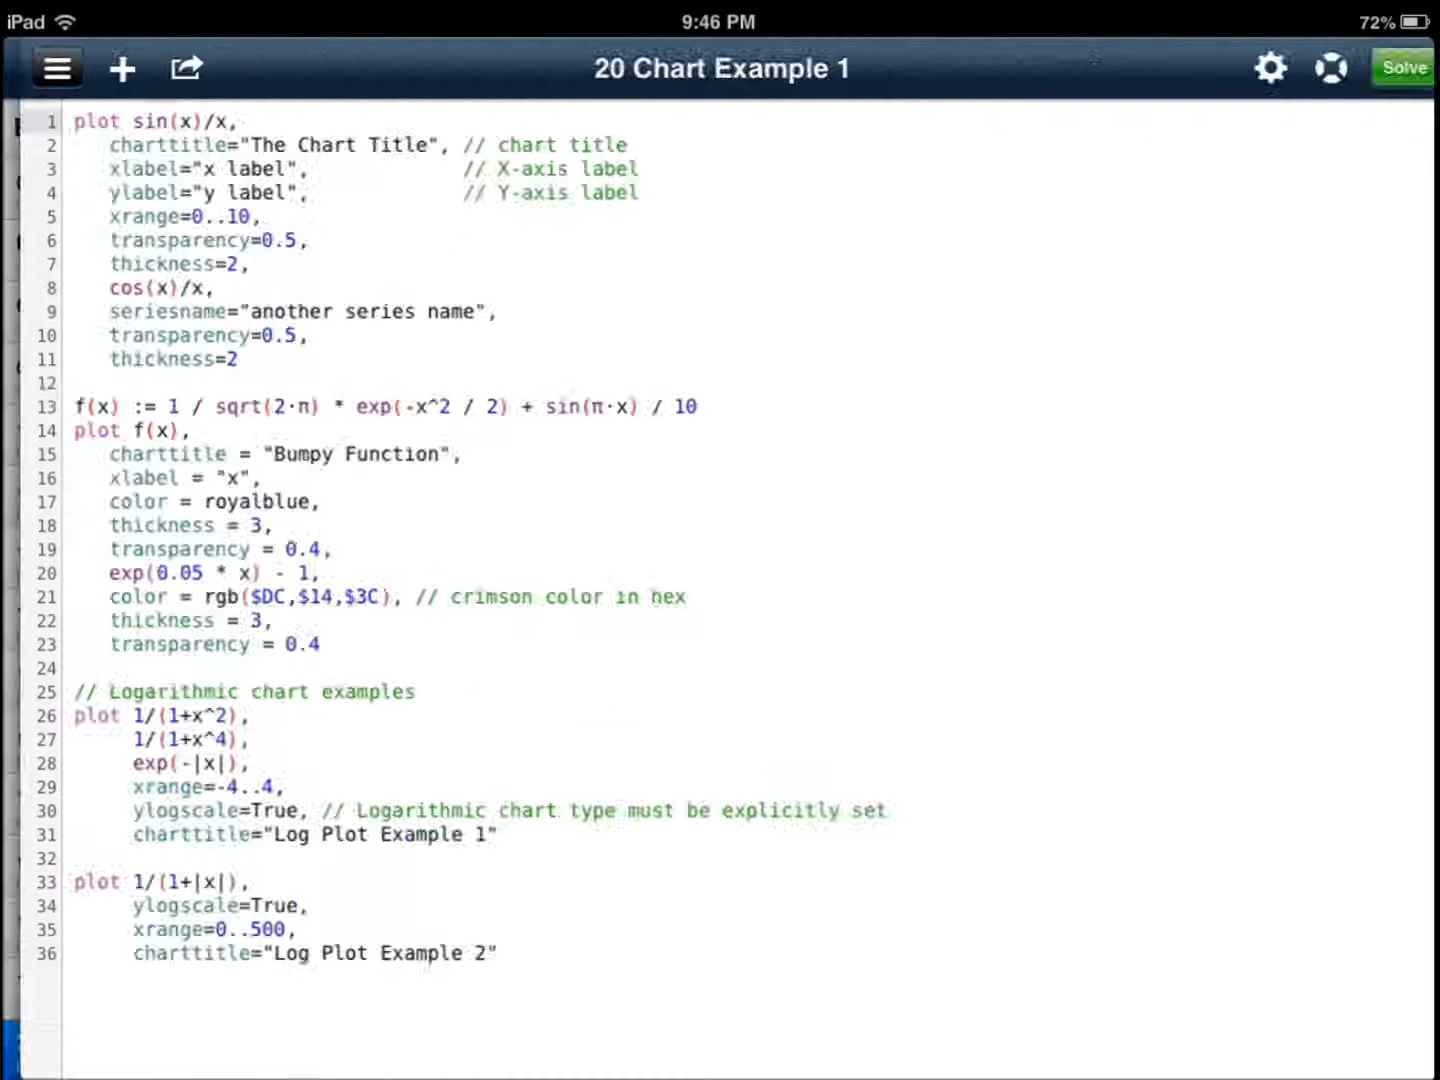 iPad
9:46 PM
72%
20 Chart Example 1
Solve
1 plot sin(x)/x,
2 charttitle="The Chart Title", // chart title
3 xlabel="x label", // X-axis label
4 ylabel="y label", // Y-axis label
5 xrange=0..10,
6 transparency=0.5,
7 thickness=2,
8 cos(x)/x,
9 seriesname="another series name",
10 transparency=0.5,
11 thickness=2
12
13 f(x) := 1 / sqrt(2·π) * exp(-x^2 / 2) + sin(π·x) / 10
14 plot f(x),
15 charttitle = "Bumpy Function",
16 xlabel = "x",
17 color = royalblue,
18 thickness = 3,
19 transparency = 0.4,
20 exp(0.05 * x) - 1,
21 color = rgb($DC,$14,$3C), // crimson color in hex
22 thickness = 3,
23 transparency = 0.4
24
25 // Logarithmic chart examples
26 plot 1/(1+x^2),
27 1/(1+x^4),
28 exp(-|x|),
29 xrange=-4..4,
30 ylogscale=True, // Logarithmic chart type must be explicitly set
31 charttitle="Log Plot Example 1"
32
33 plot 1/(1+|x|),
34 ylogscale=True,
35 xrange=0..500,
36 charttitle="Log Plot Example 2"